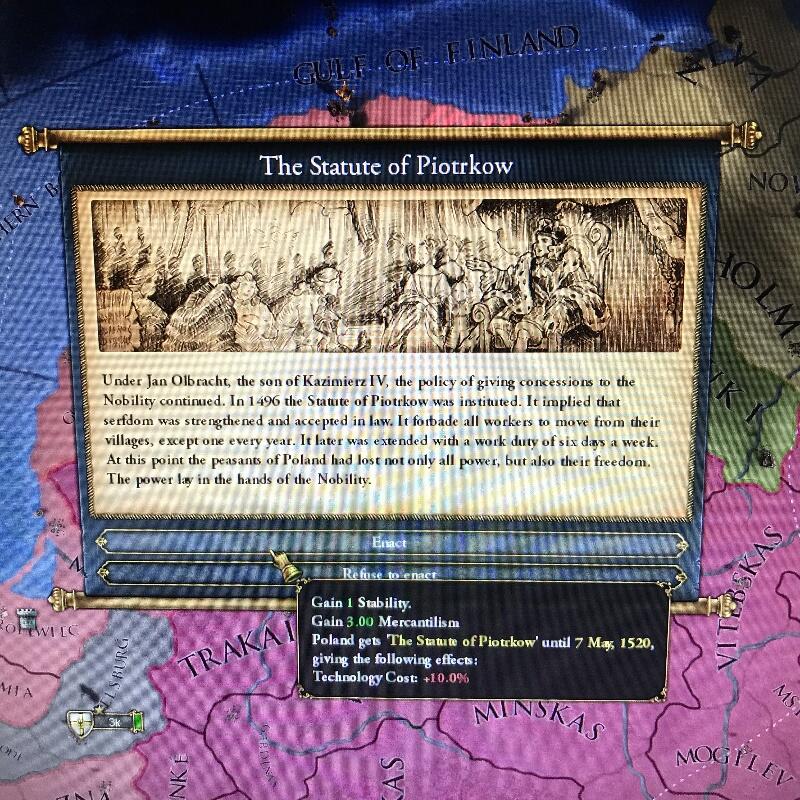 GULF OF FINLAND
NEVA
The Statute of Piotrkow
Under Jan Olbracht, the son of Kazimierz IV, the policy of giving concessions to the
Nobility continued. In 1496 the Statute of Piotrkow was instituted. It implied that
serfdom was strengthened and accepted in law. It forbade all workers to move from their
villages, except one every year. It later was extended with a work duty of six days a week.
At this point the peasants of Poland had lost not only all power, but also their freedom.
The power lay in the hands of the Nobility.
Enact
Refuse to enact
Gain 1 Stability.
Gain 3.00 Mercantilism
Poland gets 'The Statute of Piotrkow' until 7 May, 1520,
giving the following effects:
Technology Cost: +10.0%
NOV
HOLM
KI
VITEBSKAS
TRAKAI
ELSBURG
3k
MINSKAS
MOGILEV
KAS